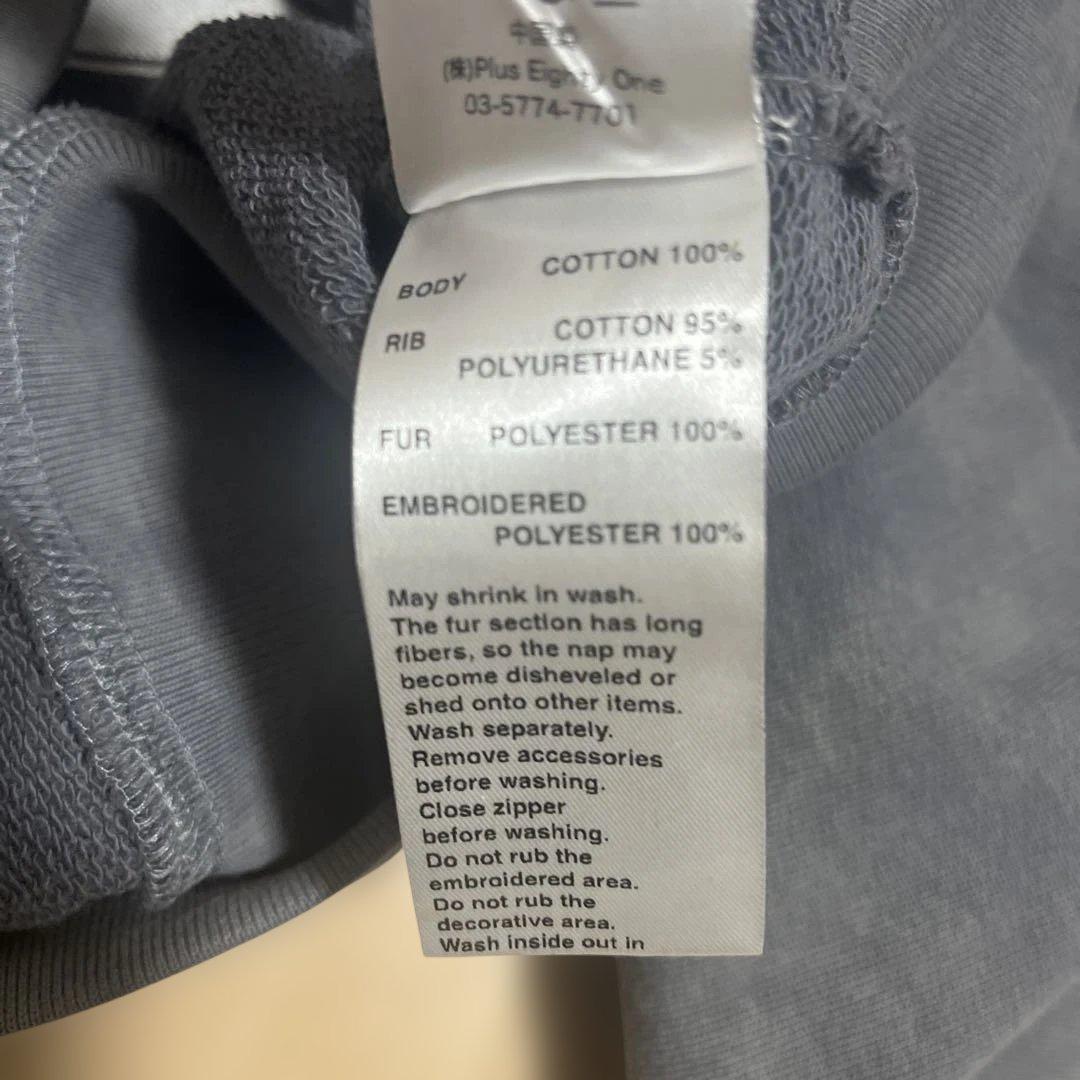 中国製
(株)Plus Eighty One
03-5774-7701
BODY COTTON 100%
RIB COTTON 95%
POLYURETHANE 5%
FUR POLYESTER 100%
EMBROIDERED
POLYESTER 100%
May shrink in wash.
The fur section has long
fibers, so the nap may
become disheveled or
shed onto other items.
Wash separately.
Remove accessories
before washing.
Close zipper
before washing.
Do not rub the
embroidered area.
Do not rub the
decorative area.
Wash inside out in